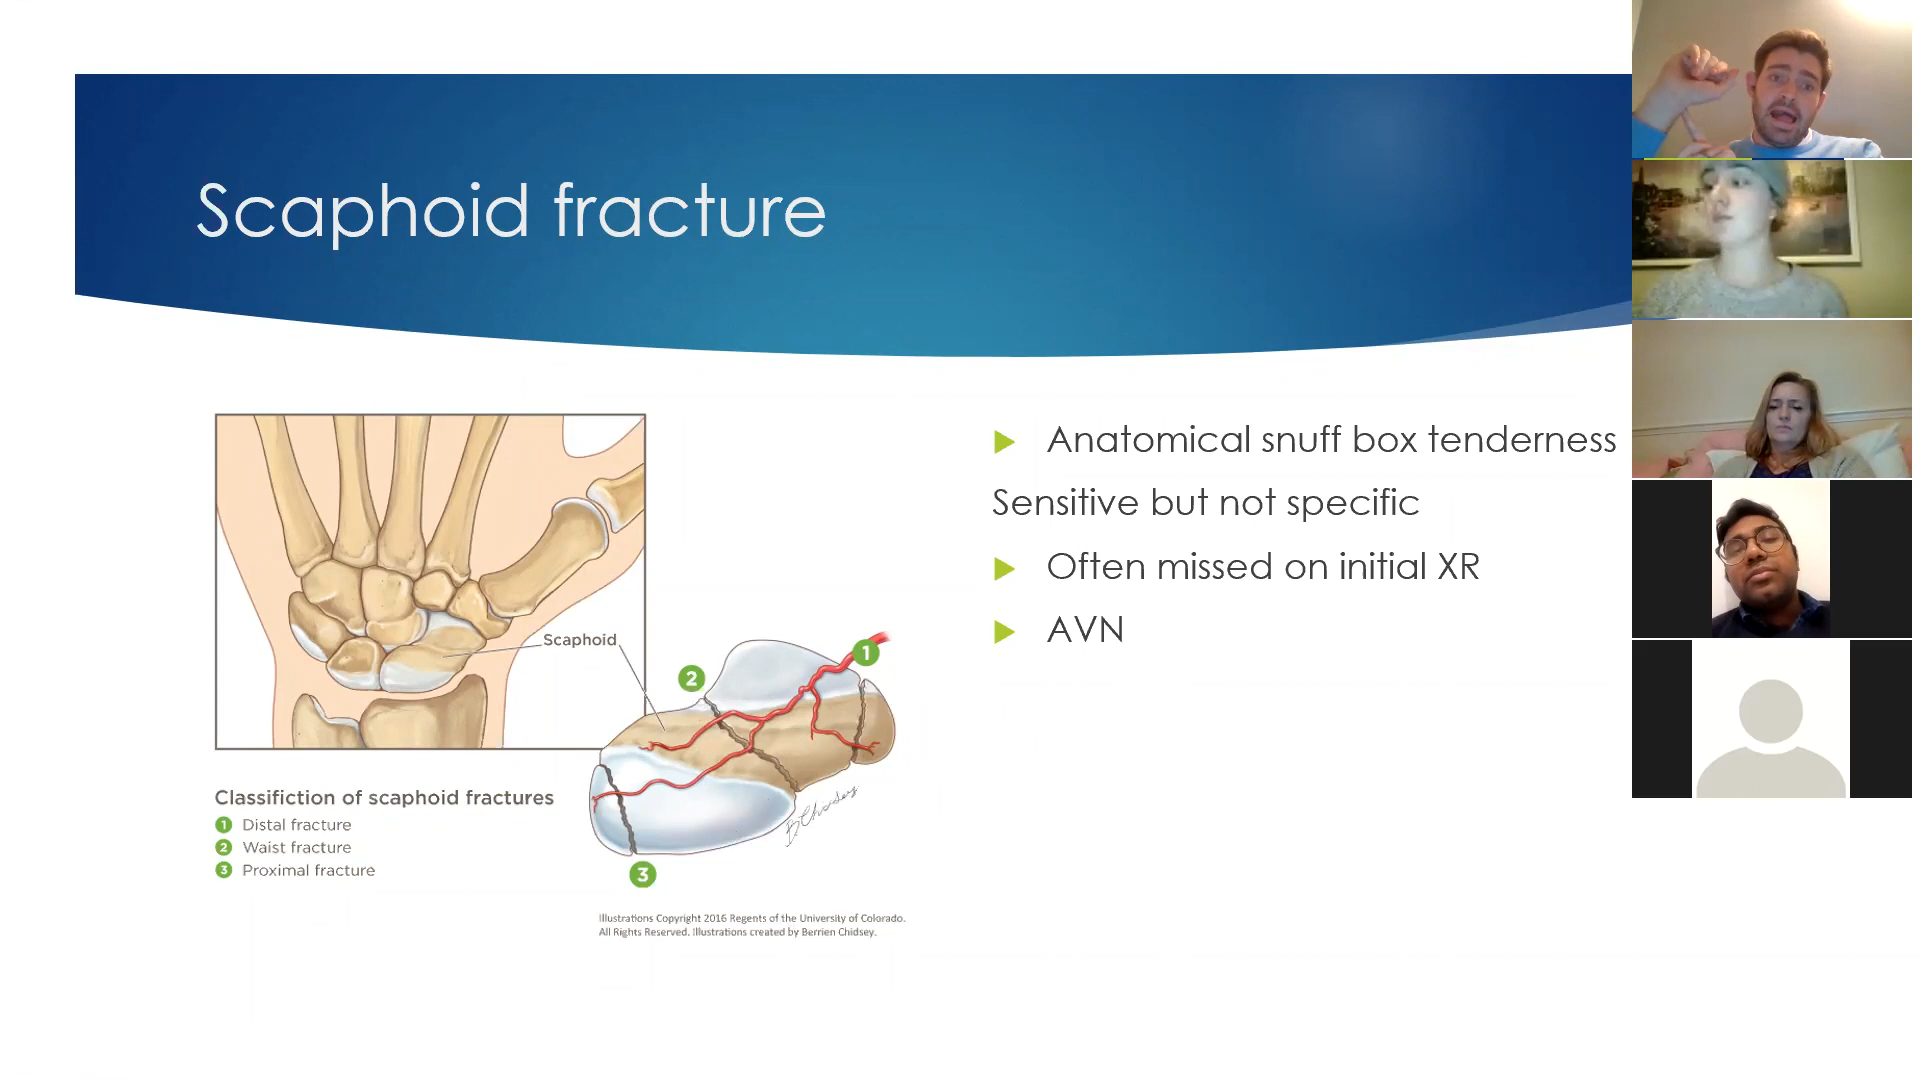 Scaphoid fracture
Anatomical snuff box tenderness
Sensitive but not specific
Often missed on initial XR
AVN
Scaphoid
1
2
3
Classifiction of scaphoid fractures
1 Distal fracture
2 Waist fracture
3 Proximal fracture
BChidsey
Illustrations Copyright 2016 Regents of the University of Colorado.
All Rights Reserved. Illustrations created by Berrien Chidsey.